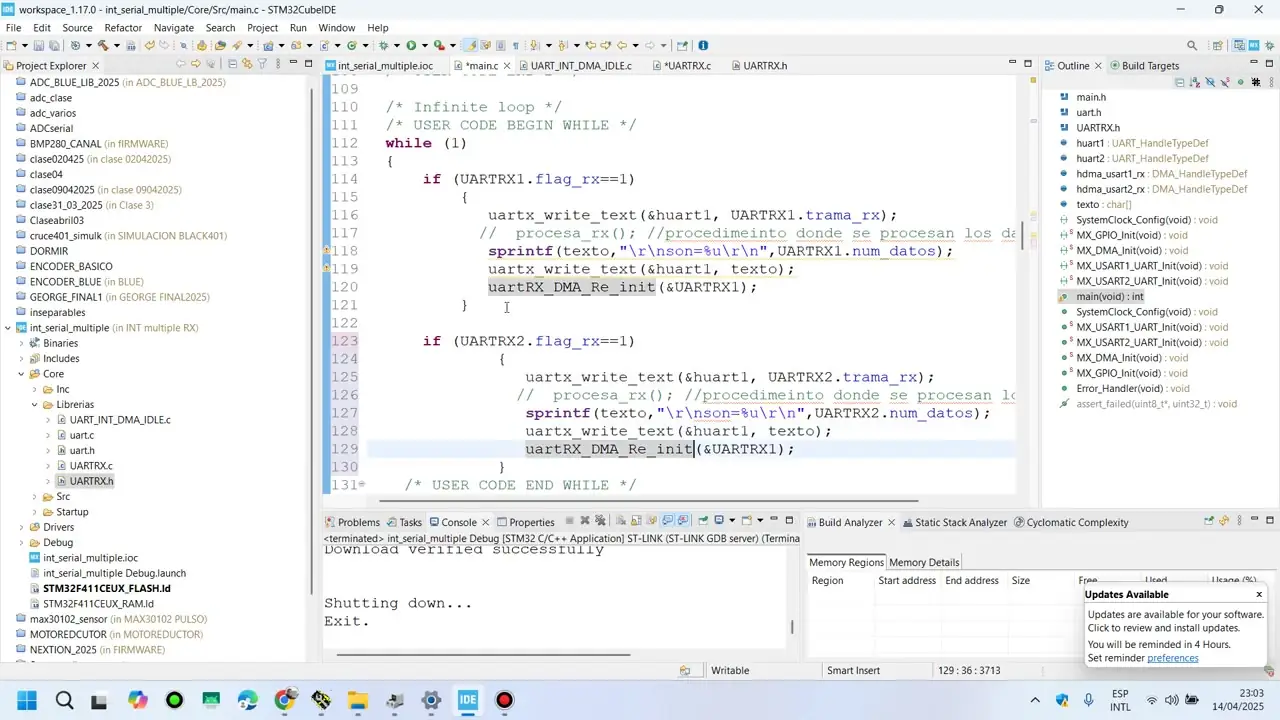 workspace_1.17.0 - int_serial_multiple/Core/Src/main.c - STM32CubeIDE
File Edit Source Refactor Navigate Search Project Run Window Help
Project Explorer
ADC_BLUE_LIB_2025 (in ADC_BLUE_LIB_2025)
adc_clase
adc_varios
ADCserial
BMP280_CANAL (in fIRMWARE)
clase020425 (in clase 02042025)
clase04
clase09042025 (in clase 09042025)
clase31_03_2025 (in Clase 3)
Claseabril03
cruce401_simulk (in SIMULACION BLACK401)
DORMIR
ENCODER_BASICO
ENCODER_BLUE (in ENCODER_BLUE)
GEORGE_FINAL1 (in GEORGE FINAL2025)
inseparables
int_serial_multiple (in INT multiple RX)
Binaries
Includes
Core
Inc
Librerias
UART_INT_DMA_IDLE.c
uart.c
uart.h
UARTRX.c
UARTRX.h
Src
Startup
Drivers
Debug
int_serial_multiple.ioc
int_serial_multiple Debug.launch
STM32F411CEUX_FLASH.ld
STM32F411CEUX_RAM.ld
max30102_sensor (in MAX30102 PULSO)
MOTOREDCUTOR (in MOTOREDUCTOR)
NEXTION_2025 (in FIRMWARE)
int_serial_multiple.ioc *main.c UART_INT_DMA_IDLE.c *UARTRX.c UARTRX.h
109
110 /* Infinite loop */
111 /* USER CODE BEGIN WHILE */
112 while (1)
113 {
114 if (UARTRX1.flag_rx==1)
115 {
116 uartx_write_text(&huart1, UARTRX1.trama_rx);
117 // procesa_rx(); //procedimeinto donde se procesan los da
118 sprintf(texto,"\r\nson=%u\r\n",UARTRX1.num_datos);
119 uartx_write_text(&huart1, texto);
120 uartRX_DMA_Re_init(&UARTRX1);
121 }
122
123 if (UARTRX2.flag_rx==1)
124 {
125 uartx_write_text(&huart1, UARTRX2.trama_rx);
126 // procesa_rx(); //procedimeinto donde se procesan los
127 sprintf(texto,"\r\nson=%u\r\n",UARTRX2.num_datos);
128 uartx_write_text(&huart1, texto);
129 uartRX_DMA_Re_init(&UARTRX1);
130 }
131 /* USER CODE END WHILE */
Outline Build Targets
main.h
uart.h
UARTRX.h
huart1 : UART_HandleTypeDef
huart2 : UART_HandleTypeDef
hdma_usart1_rx : DMA_HandleTypeDef
hdma_usart2_rx : DMA_HandleTypeDef
texto : char[]
SystemClock_Config(void) : void
MX_GPIO_Init(void) : void
MX_DMA_Init(void) : void
MX_USART1_UART_Init(void) : void
MX_USART2_UART_Init(void) : void
main(void) : int
SystemClock_Config(void) : void
MX_USART1_UART_Init(void) : void
MX_USART2_UART_Init(void) : void
MX_DMA_Init(void) : void
MX_GPIO_Init(void) : void
Error_Handler(void) : void
assert_failed(uint8_t*, uint32_t) : void
Problems Tasks Console Properties
<terminated> int_serial_multiple Debug [STM32 C/C++ Application] ST-LINK (ST-LINK GDB server) (Termina
Download verified successfully
Shutting down...
Exit.
Build Analyzer Static Stack Analyzer Cyclomatic Complexity
Memory Regions Memory Details
Region Start address End address Size Free Used Usage (%)
Updates Available
Updates are available for your software.
Click to review and install updates.
You will be reminded in 4 Hours.
Set reminder preferences
Writable Smart Insert 129 : 36 : 3713
IDE
ESP
INTL
23:03
14/04/2025